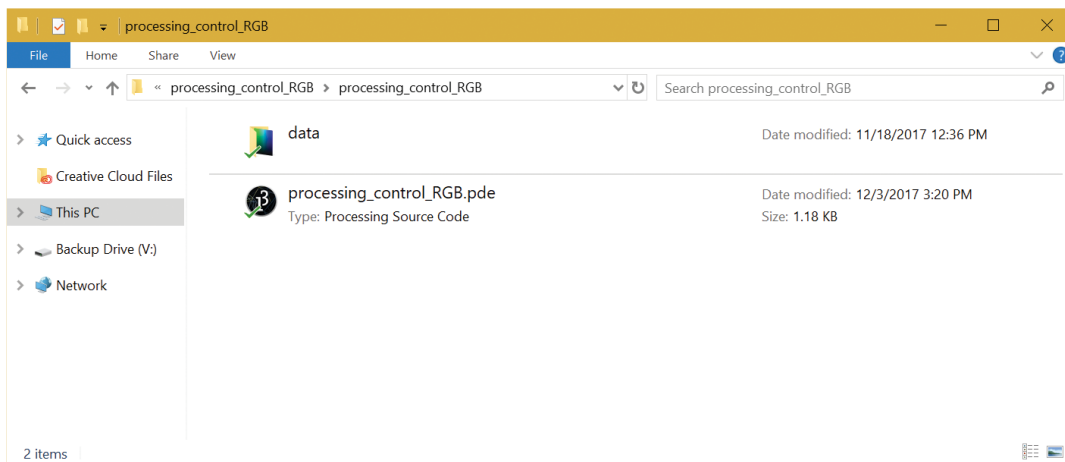 processing_control_RGB
File Home Share View
« processing_control_RGB > processing_control_RGB Search processing_control_RGB
Quick access
Creative Cloud Files
This PC
Backup Drive (V:)
Network
data Date modified: 11/18/2017 12:36 PM
processing_control_RGB.pde Date modified: 12/3/2017 3:20 PM
Type: Processing Source Code Size: 1.18 KB
2 items